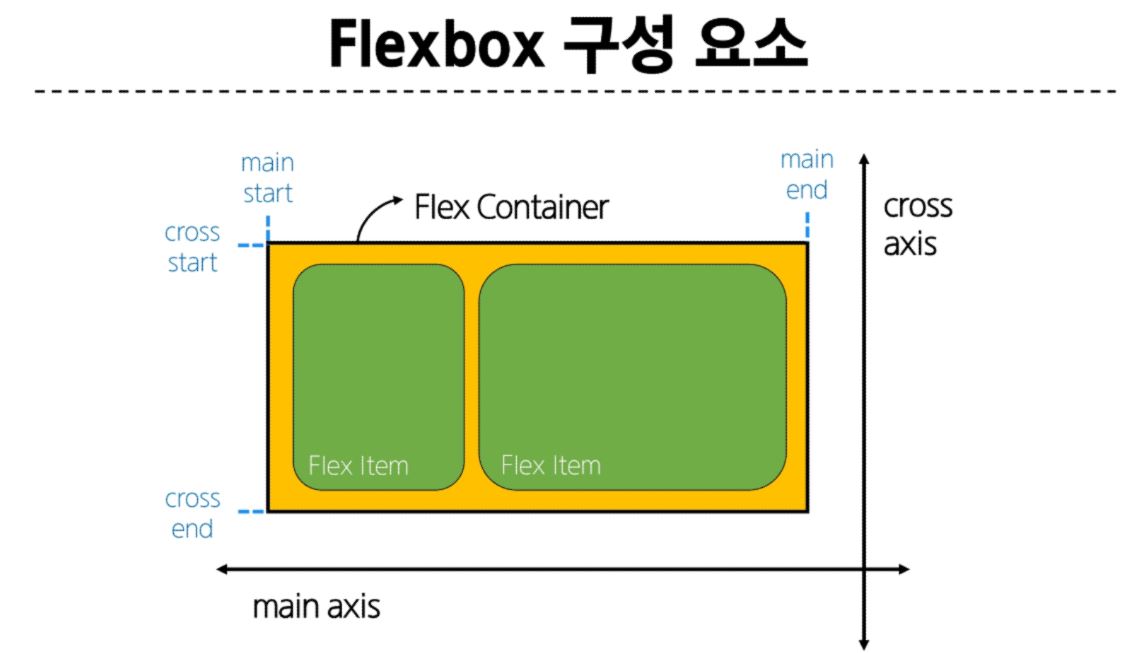 Flexbox 구성 요소
main
start
main
end
Flex Container
cross
axis
cross
start
Flex Item
Flex Item
cross
end
main axis